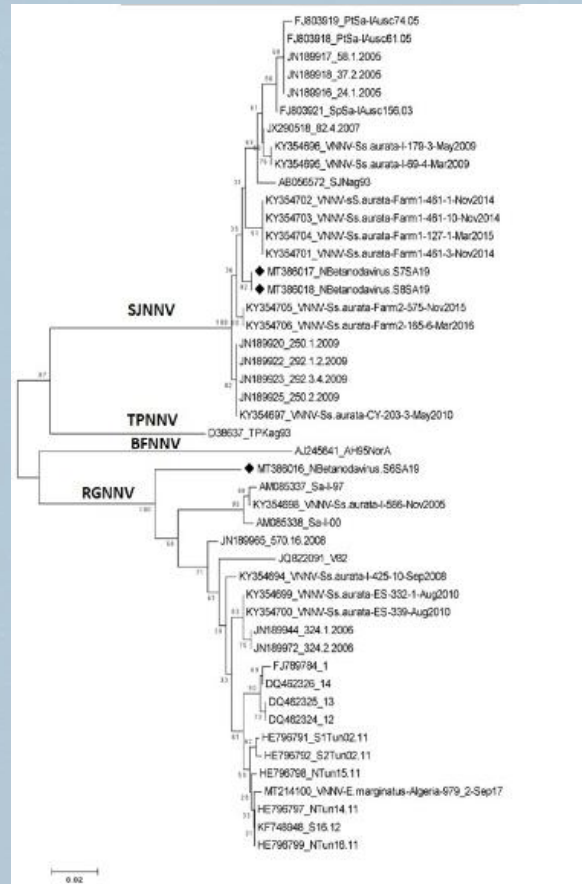 FJ803919_PtSa-IAusc74.05
FJ803918_PtSa-IAusc61.05
JN189917_58.1.2005
JN189918_37.2.2005
JN189916_24.1.2005
FJ803921_SpSa-IAusc156.03
JX290518_82.4.2007
KY354696_VNNV-Ss.aurata-I-179-3-May2009
KY354695_VNNV-Ss.aurata-I-69-4-Mar2009
AB056572_SJNag93
KY354702_VNNV-sS.aurata-Farm1-461-1-Nov2014
KY354703_VNNV-Ss.aurata-Farm1-461-10-Nov2014
KY354704_VNNV-Ss.aurata-Farm1-127-1-Mar2015
KY354701_VNNV-Ss.aurata-Farm1-461-3-Nov2014
MT386017_NBetanodavirus.S7SA19
MT386018_NBetanodavirus.S8SA19
SJNNV
KY354705_VNNV-Ss.aurata-Farm2-575-Nov2015
KY354706_VNNV-Ss.aurata-Farm2-165-6-Mar2016
JN189920_250.1.2009
JN189922_292.1.2.2009
JN189923_292.3.4.2009
JN189925_250.2.2009
KY354697_VNNV-Ss.aurata-CY-203-3-May2010
TPNNV
D38637_TPKag93
BFNNV
AJ245641_AH95NorA
MT386016_NBetanodavirus.S6SA19
RGNNV
AM085337_Sa-I-97
KY354698_VNNV-Ss.aurata-I-586-Nov2005
AM085338_Sa-I-00
JN189965_570.16.2008
JQ822091_V82
KY354694_VNNV-Ss.aurata-I-425-10-Sep2008
KY354699_VNNV-Ss.aurata-ES-332-1-Aug2010
KY354700_VNNV-Ss.aurata-ES-339-Aug2010
JN189944_324.1.2006
JN189972_324.2.2006
FJ789784_1
DQ462326_14
DQ462325_13
DQ462324_12
HE796791_S1Tun02.11
HE796792_S2Tun02.11
HE796798_NTun15.11
MT214100_VNNV-E.marginatus-Algeria-979_2-Sep17
HE796797_NTun14.11
KF748948_S16.12
HE796799_NTun16.11
0.02